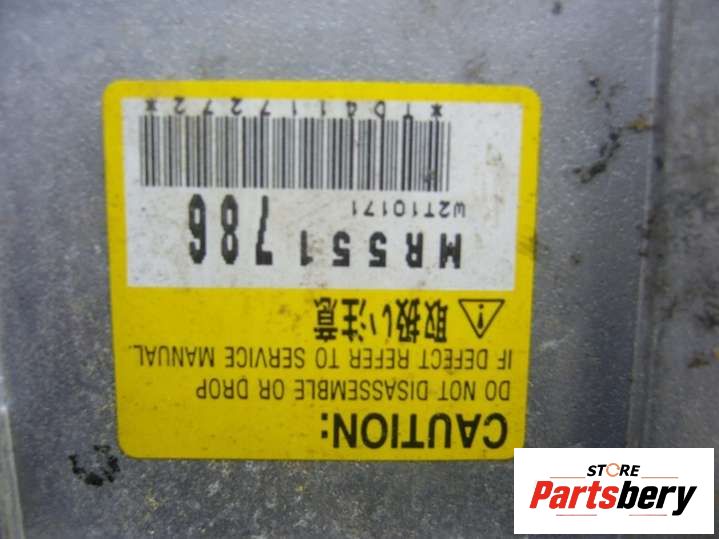 CAUTION:
DO NOT DISASSEMBLE OR DROP
IF DEFECT REFER TO SERVICE MANUAL.
取扱い注意
MR551786
W2T10171
*TD4117272*
STORE
Partsbery